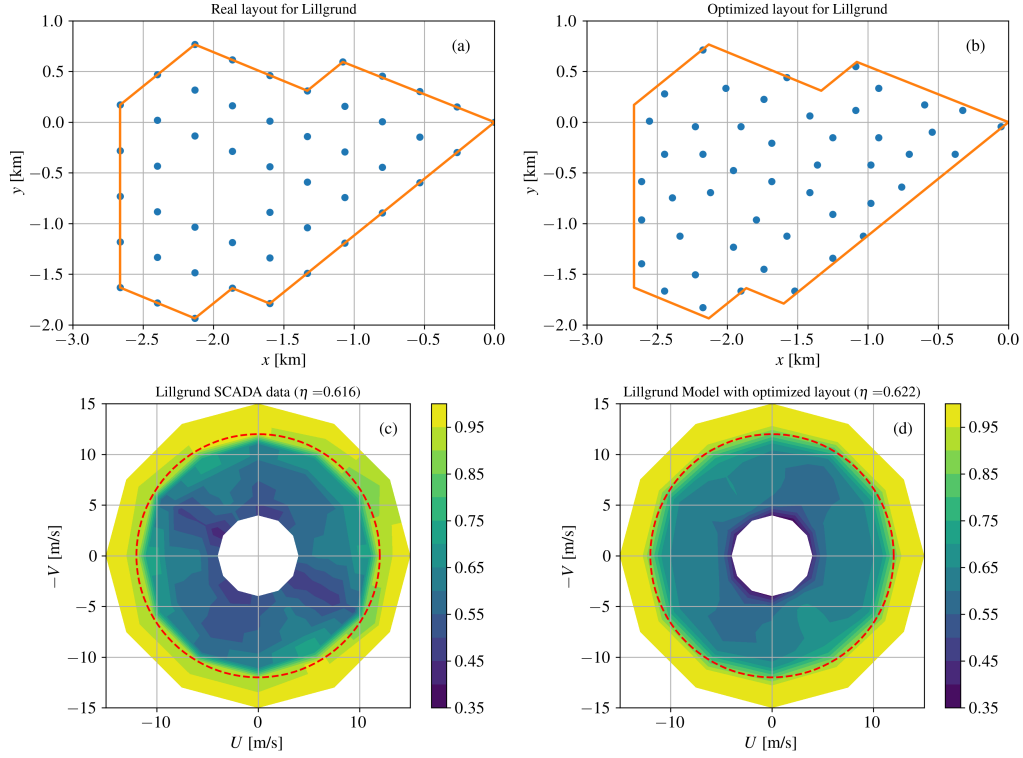 Real layout for Lillgrund
(a)
1.0
0.5
0.0
−0.5
−1.0
−1.5
−2.0
y [km]
−3.0 −2.5 −2.0 −1.5 −1.0 −0.5 0.0
x [km]
Optimized layout for Lillgrund
(b)
1.0
0.5
0.0
−0.5
−1.0
−1.5
−2.0
y [km]
−3.0 −2.5 −2.0 −1.5 −1.0 −0.5 0.0
x [km]
Lillgrund SCADA data (η =0.616)
(c)
15
10
5
0
−5
−10
−15
−V [m/s]
−10 0 10
U [m/s]
0.95
0.85
0.75
0.65
0.55
0.45
0.35
Lillgrund Model with optimized layout (η =0.622)
(d)
15
10
5
0
−5
−10
−15
−V [m/s]
−10 0 10
U [m/s]
0.95
0.85
0.75
0.65
0.55
0.45
0.35